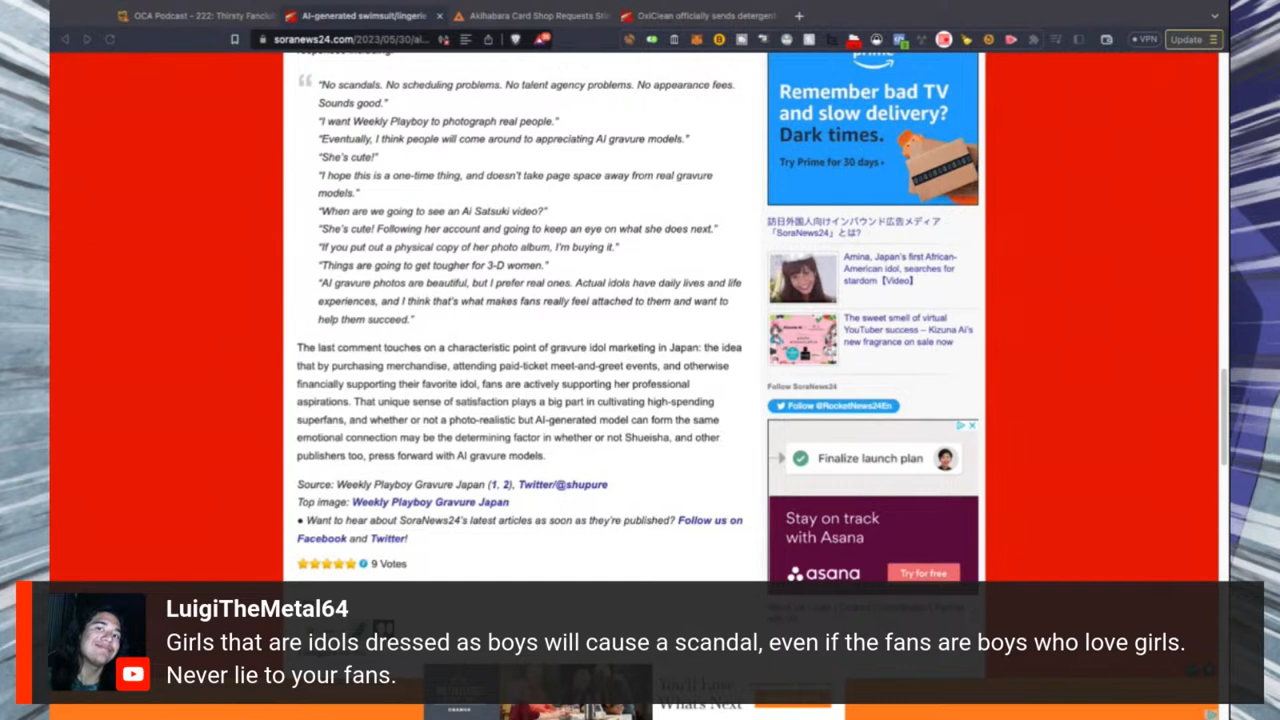 OCA Podcast - 222: Thirsty Fanclu
AI-generated swimsuit/lingerie
Akihabara Card Shop Requests Sti
OxiClean officially sends detergent
soranews24.com/2023/05/30/ai...
VPN
Update
"No scandals. No scheduling problems. No talent agency problems. No appearance fees.
Sounds good."
"I want Weekly Playboy to photograph real people."
"Eventually, I think people will come around to appreciating AI gravure models."
"She's cute!"
"I hope this is a one-time thing, and doesn't take page space away from real gravure
models."
"When are we going to see an Ai Satsuki video?"
"She's cute! Following her account and going to keep an eye on what she does next."
"If you put out a physical copy of her photo album, I'm buying it."
"Things are going to get tougher for 3-D women."
"AI gravure photos are beautiful, but I prefer real ones. Actual idols have daily lives and life
experiences, and I think that's what makes fans really feel attached to them and want to
help them succeed."
The last comment touches on a characteristic point of gravure idol marketing in Japan: the idea
that by purchasing merchandise, attending paid-ticket meet-and-greet events, and otherwise
financially supporting their favorite idol, fans are actively supporting her professional
aspirations. That unique sense of satisfaction plays a big part in cultivating high-spending
superfans, and whether or not a photo-realistic but AI-generated model can form the same
emotional connection may be the determining factor in whether or not Shueisha, and other
publishers too, press forward with AI gravure models.
Source: Weekly Playboy Gravure Japan (1, 2), Twitter/@shupure
Top image: Weekly Playboy Gravure Japan
● Want to hear about SoraNews24's latest articles as soon as they're published? Follow us on
Facebook and Twitter!
9 Votes
prime
Remember bad TV
and slow delivery?
Dark times.
Try Prime for 30 days ›
訪日外国人向けインバウンド広告メディア
「SoraNews24」とは?
Amina, Japan's first African-
American idol, searches for
stardom【Video】
The sweet smell of virtual
YouTuber success – Kizuna Ai's
new fragrance on sale now
Follow SoraNews24
Follow @RocketNews24En
Finalize launch plan
Stay on track
with Asana
asana
Try for free
LuigiTheMetal64
Girls that are idols dressed as boys will cause a scandal, even if the fans are boys who love girls.
Never lie to your fans.
What's Next